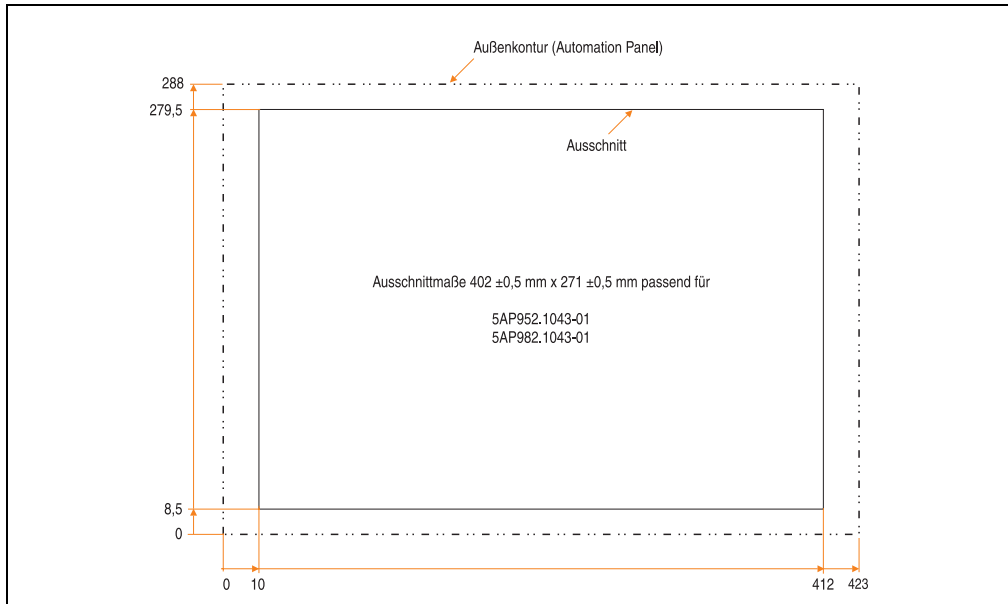 Außenkontur (Automation Panel)
288
279,5
Ausschnitt
Ausschnittmaße 402 ±0,5 mm x 271 ±0,5 mm passend für
5AP952.1043-01
5AP982.1043-01
8,5
0
0 10 412 423